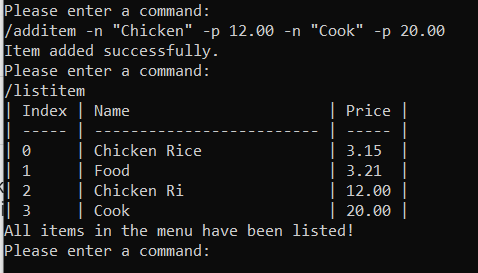 Please enter a command:
/additem -n "Chicken" -p 12.00 -n "Cook" -p 20.00
Item added successfully.
Please enter a command:
/listitem
| Index | Name                      | Price |
| ----- | ------------------------- | ----- |
| 0     | Chicken Rice              | 3.15  |
| 1     | Food                      | 3.21  |
| 2     | Chicken Ri                | 12.00 |
| 3     | Cook                      | 20.00 |
All items in the menu have been listed!
Please enter a command: